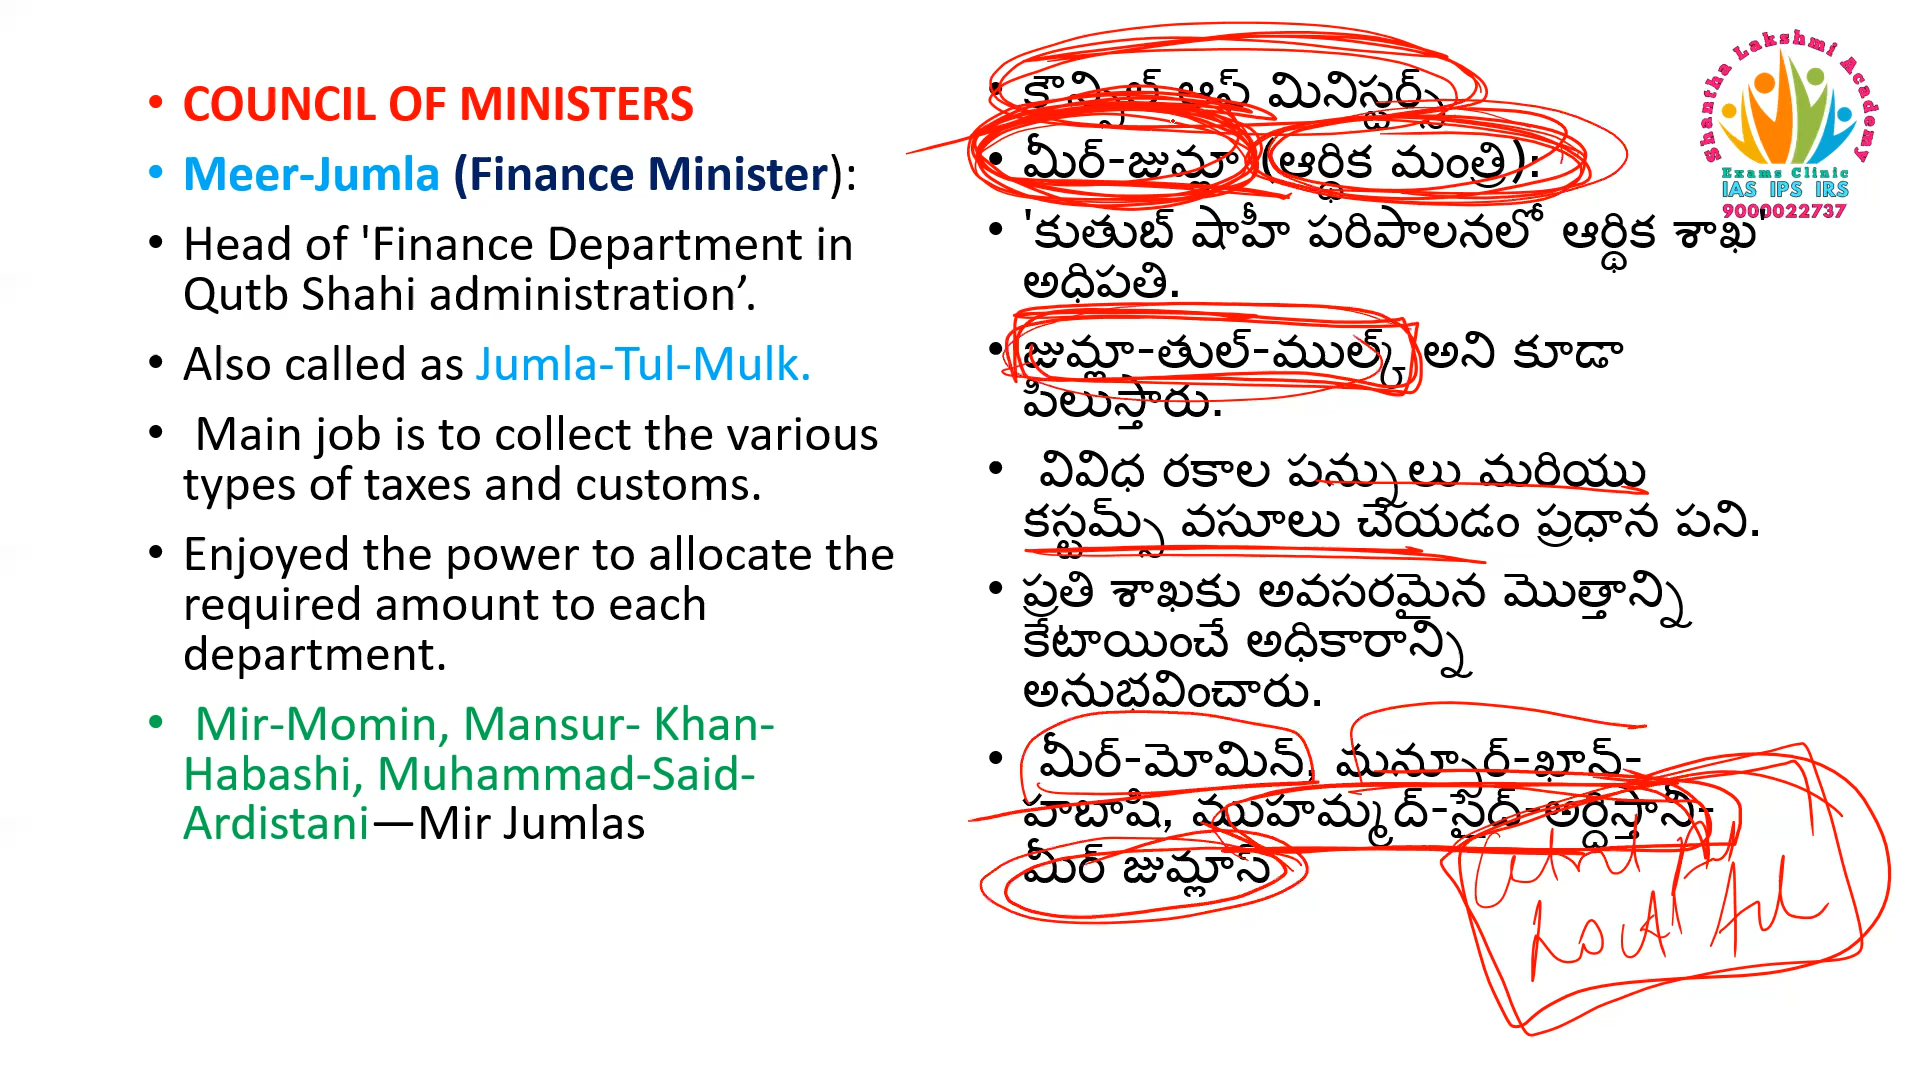 • COUNCIL OF MINISTERS
• Meer-Jumla (Finance Minister):
• Head of 'Finance Department in
Qutb Shahi administration’.
• Also called as Jumla-Tul-Mulk.
• Main job is to collect the various
types of taxes and customs.
• Enjoyed the power to allocate the
required amount to each
department.
• Mir-Momin, Mansur- Khan-
Habashi, Muhammad-Said-
Ardistani—Mir Jumlas
• కౌన్సిల్ ఆఫ్ మినిస్టర్స్
• మీర్-జుమ్లా (ఆర్థిక మంత్రి):
• 'కుతుబ్ షాహీ పరిపాలనలో ఆర్థిక శాఖ'
అధిపతి.
• జుమ్లా-తుల్-ముల్క్ అని కూడా
పిలుస్తారు.
• వివిధ రకాల పన్నులు మరియు
కస్టమ్స్ వసూలు చేయడం ప్రధాన పని.
• ప్రతి శాఖకు అవసరమైన మొత్తాన్ని
కేటాయించే అధికారాన్ని
అనుభవించారు.
• మీర్-మోమిన్, మన్సూర్-ఖాన్-
హబాషి, ముహమ్మద్-సైద్-అర్దిస్తానీ-
మీర్ జుమ్లాస్
Shantha Lakshmi Academy
Exams Clinic
IAS IPS IRS
9000022737